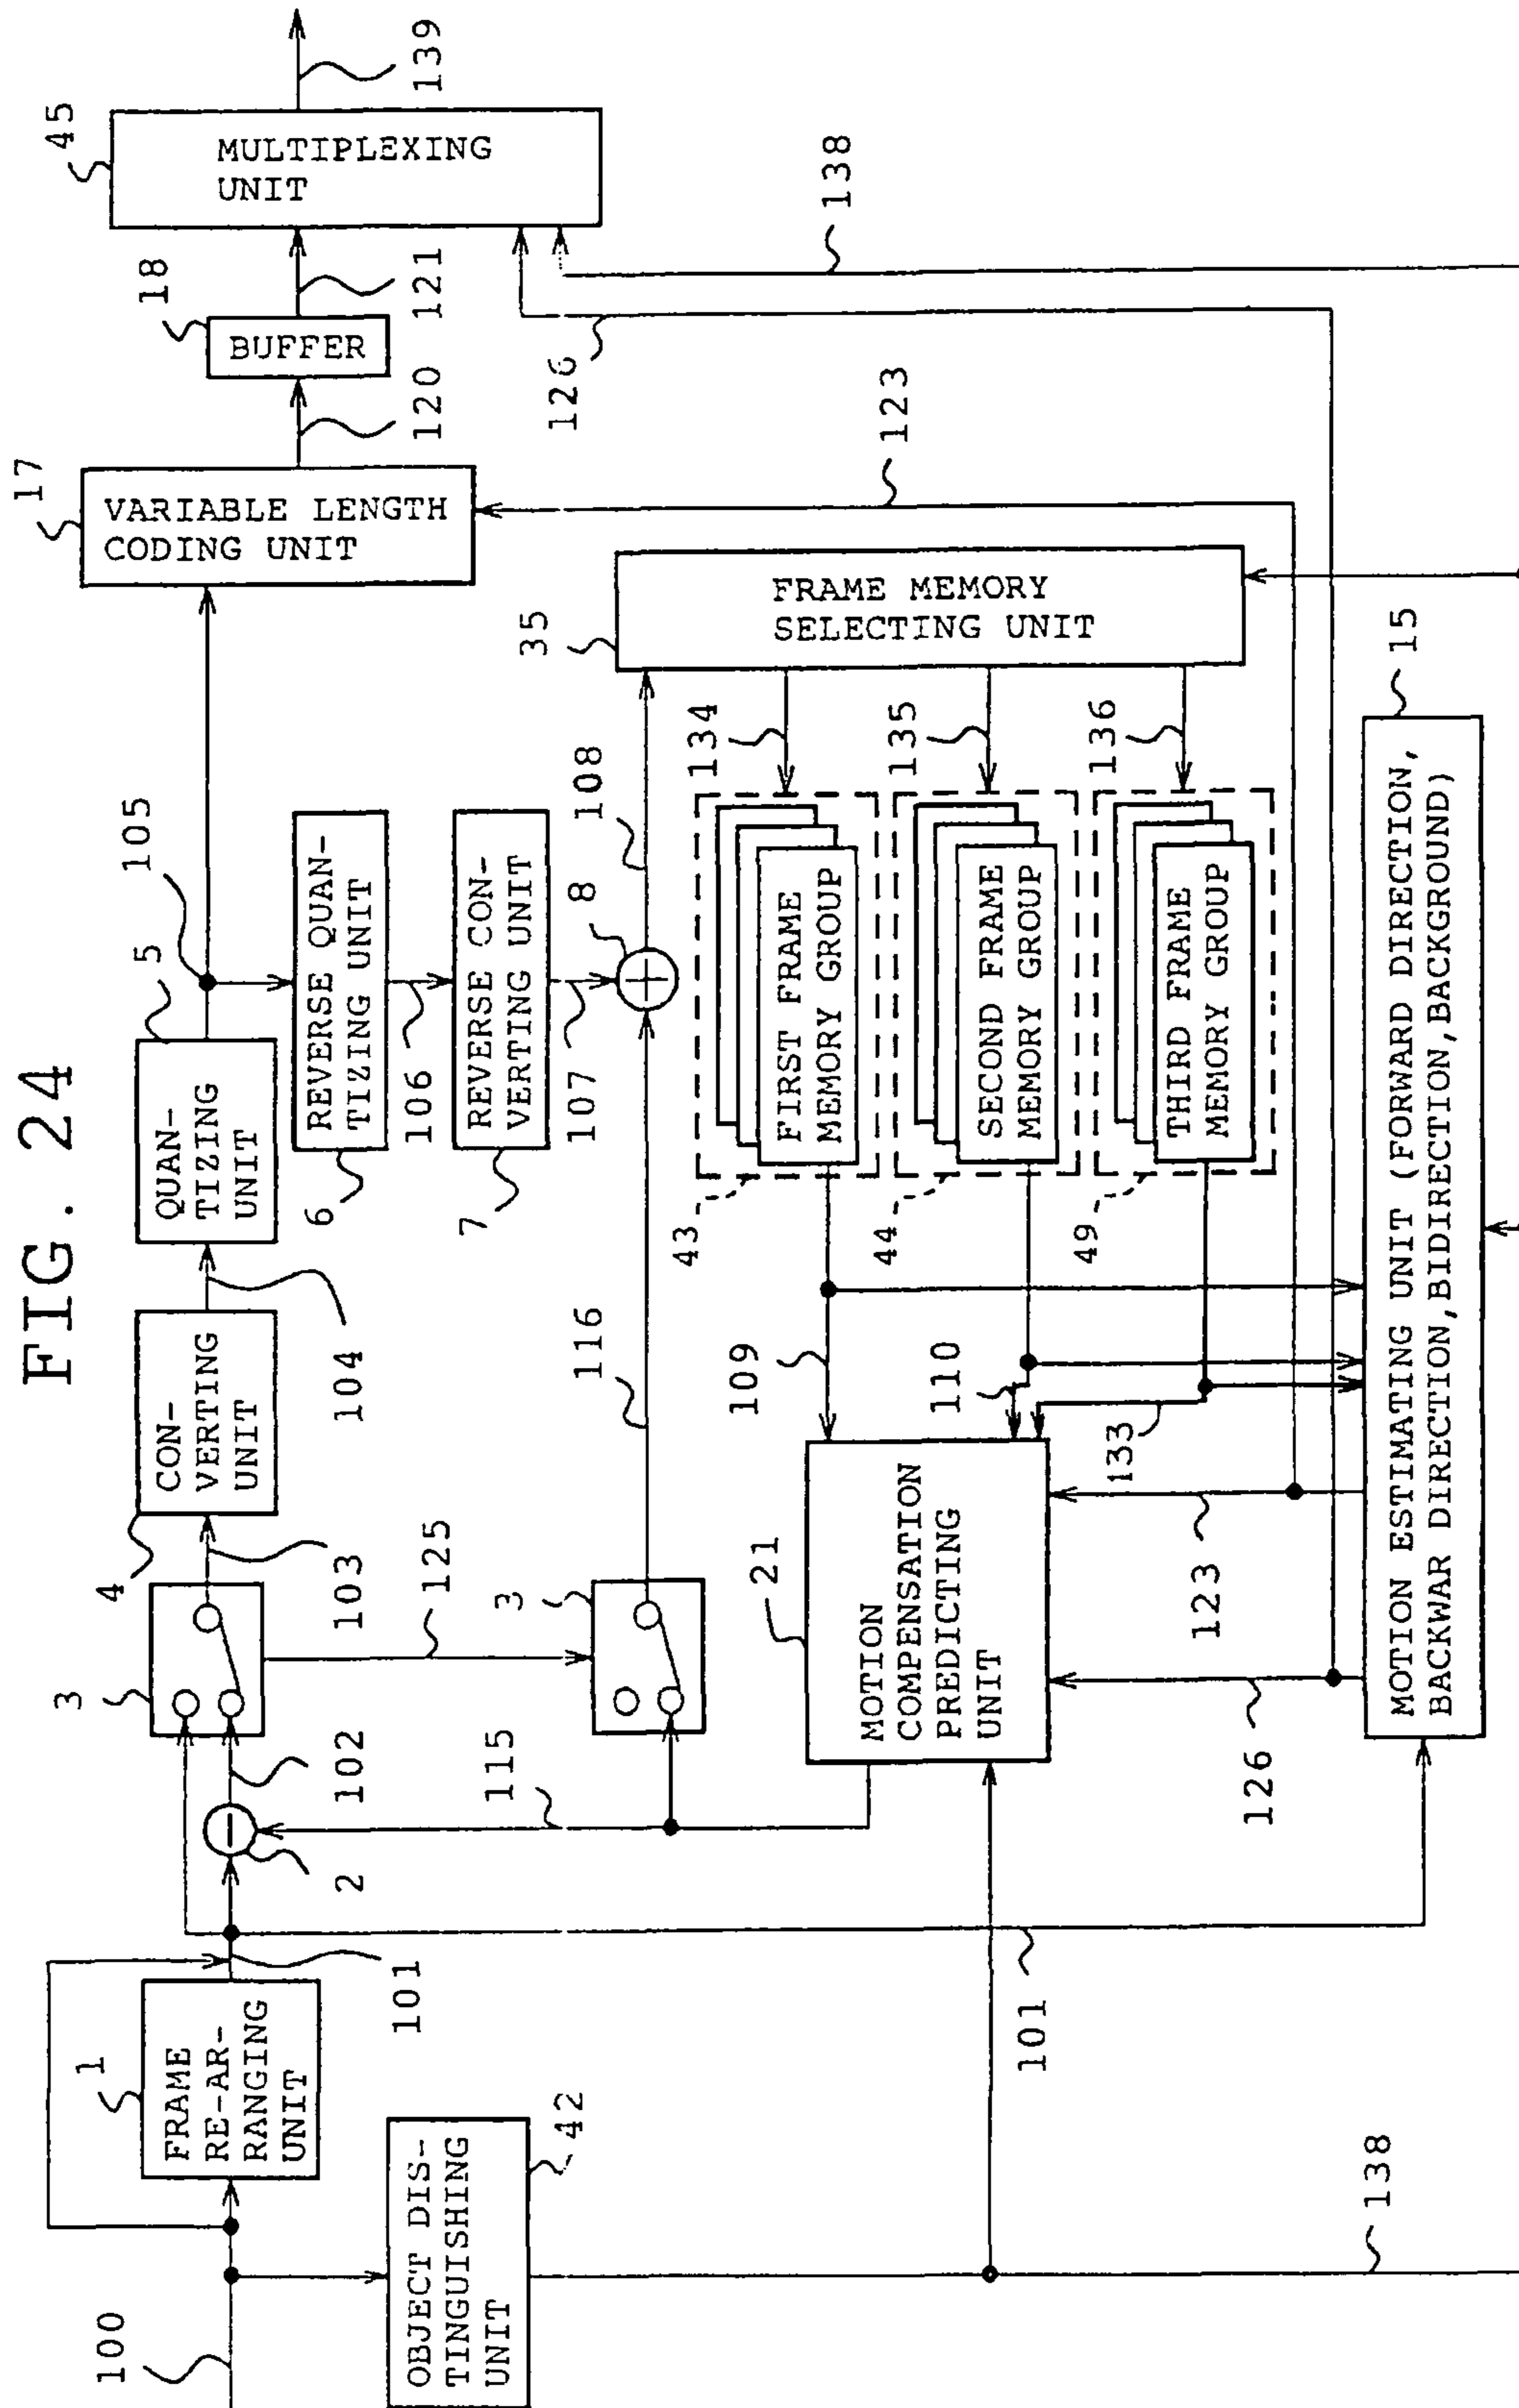 FIG. 24
100
1
FRAME
RE-AR-
RANGING
UNIT
101
2
102
3
103
4
CON-
VERTING
UNIT
104
5
QUAN-
TIZING
UNIT
105
17
VARIABLE LENGTH
CODING UNIT
120
18
BUFFER
121
45
MULTIPLEXING
UNIT
139
OBJECT DIS-
TINGUISHING
UNIT
42
101
115
125
3
116
6
REVERSE QUAN-
TIZING UNIT
106
7
REVERSE CON-
VERTING UNIT
107
8
108
35
FRAME MEMORY
SELECTING UNIT
123
126
138
21
MOTION
COMPENSATION
PREDICTING
UNIT
109
110
133
43
FIRST FRAME
MEMORY GROUP
134
44
SECOND FRAME
MEMORY GROUP
135
49
THIRD FRAME
MEMORY GROUP
136
126
123
138
15
MOTION ESTIMATING UNIT (FORWARD DIRECTION,
BACKWAR DIRECTION,BIDIRECTION,BACKGROUND)